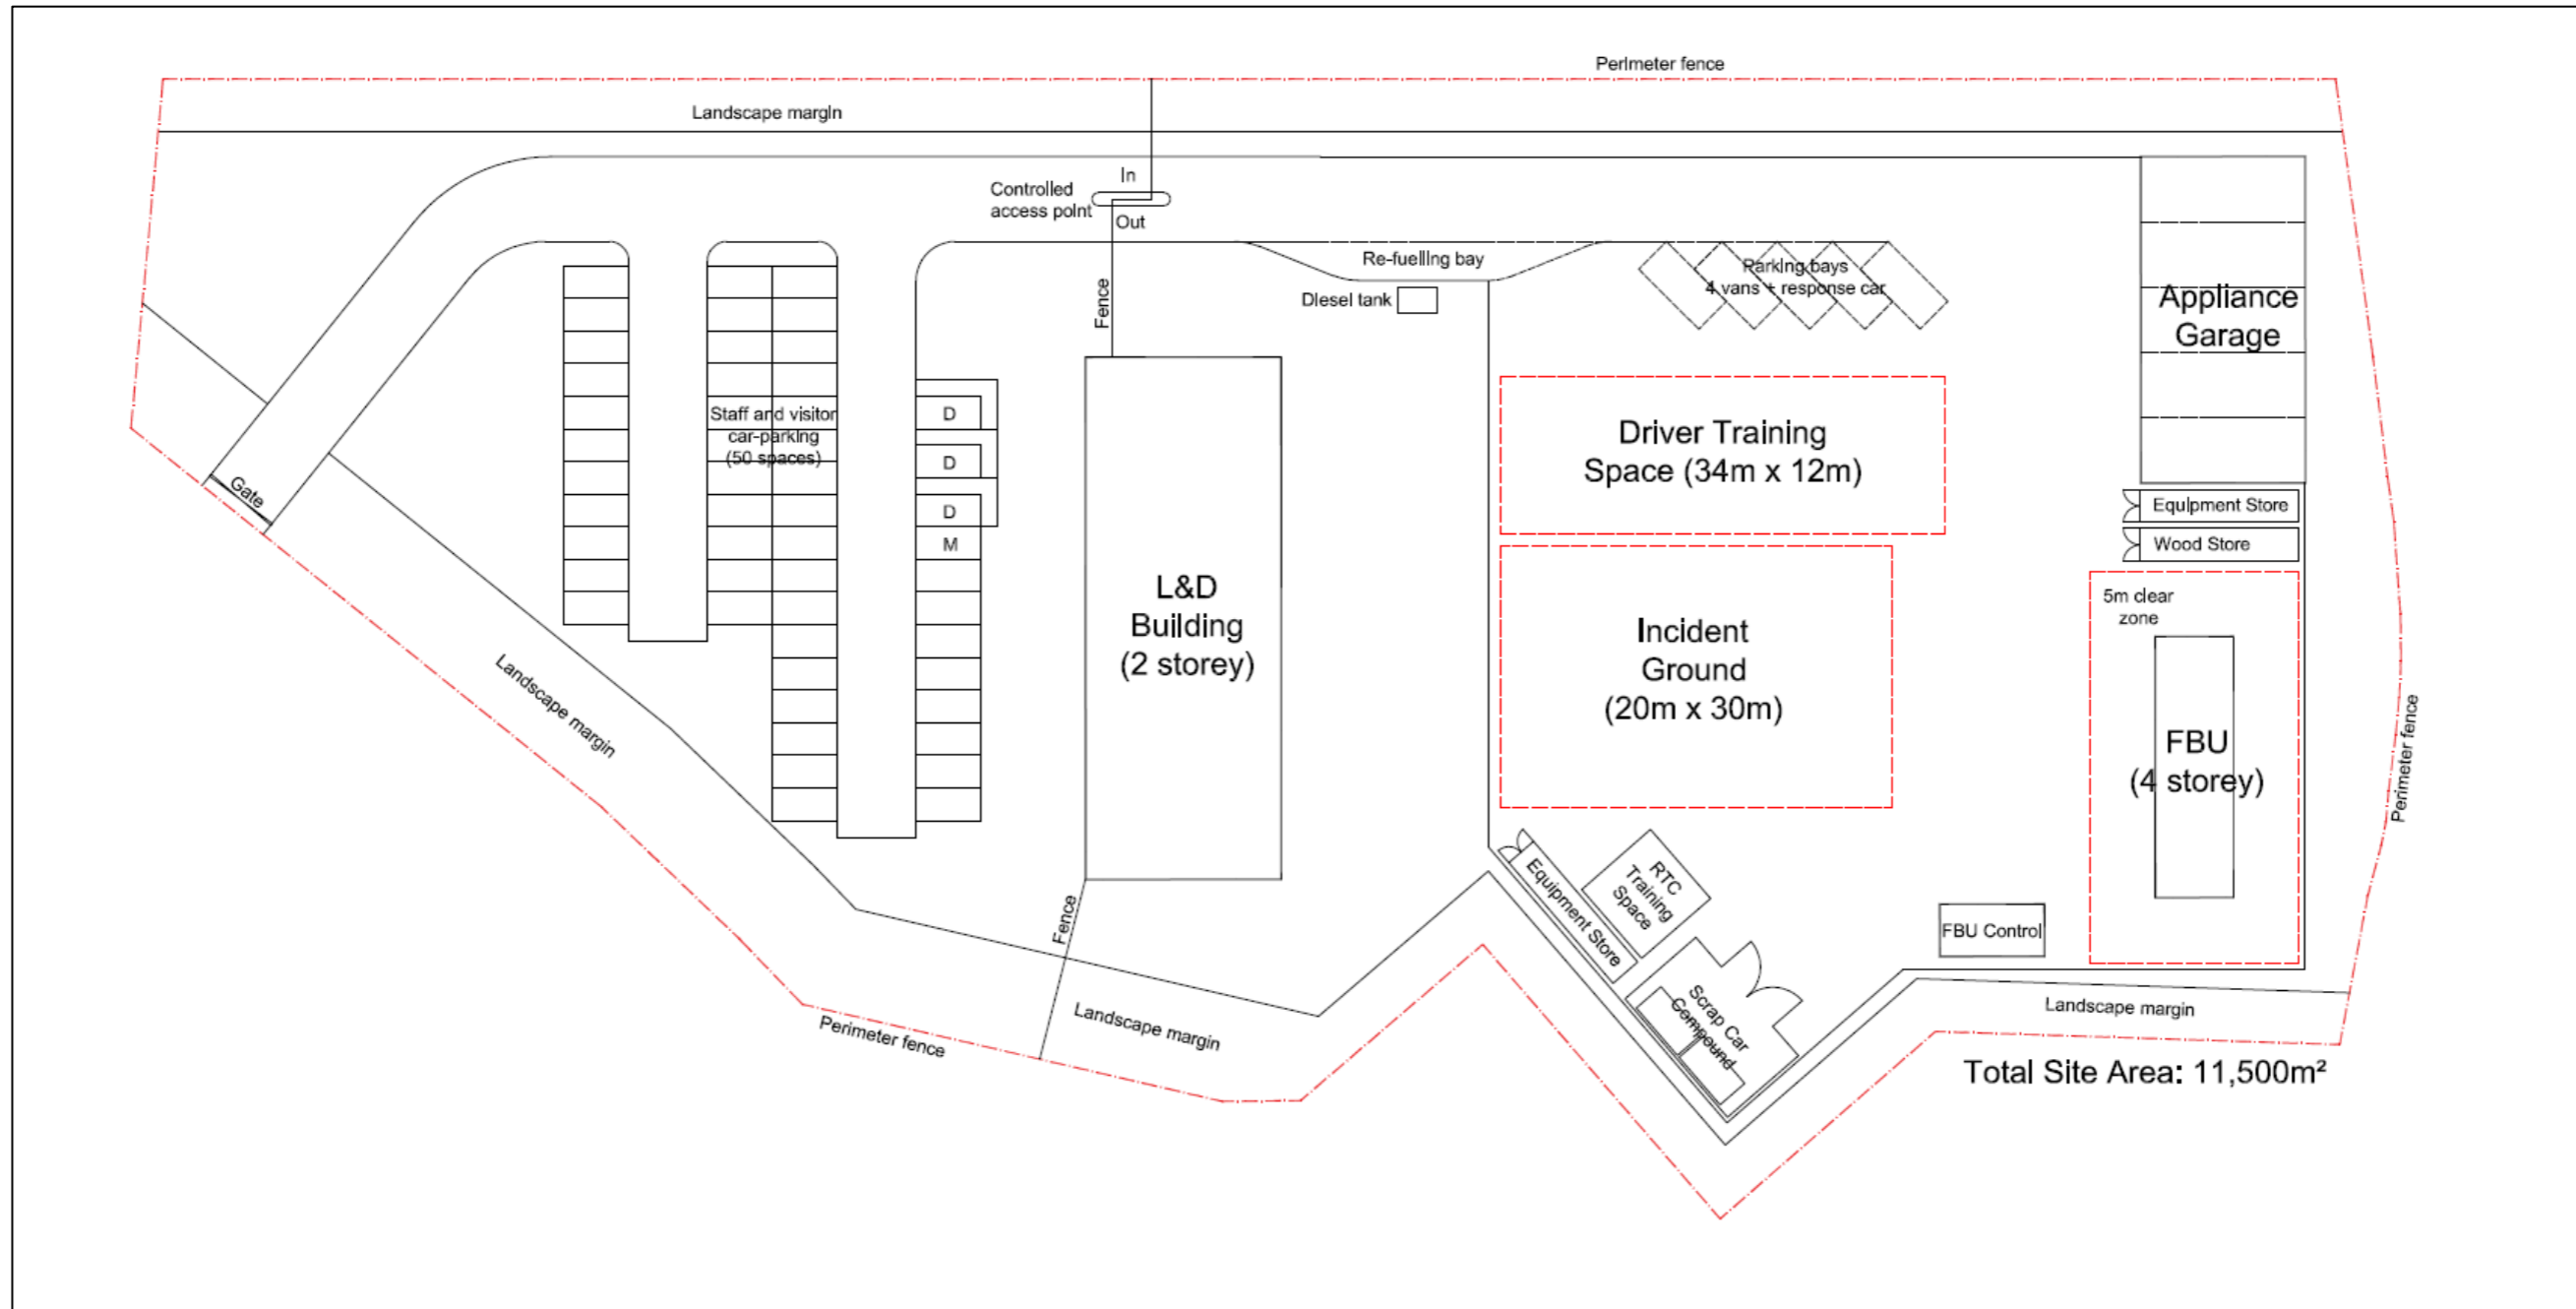 Perimeter fence
Landscape margin
In
Controlled
access point
Out
Re-fuelling bay
Parking bays
4 vans + response car
Fence
Diesel tank
Appliance
Garage
Staff and visitor
car-parking
(50 spaces)
D
D
D
M
Driver Training
Space (34m x 12m)
Gate
Equipment Store
Wood Store
L&D
Building
(2 storey)
Incident
Ground
(20m x 30m)
5m clear
zone
FBU
(4 storey)
Perimeter fence
Landscape margin
RTC
Training
Space
Equipment Store
Fence
FBU Control
Scrap Car
Compound
Landscape margin
Landscape margin
Perimeter fence
Total Site Area: 11,500m²